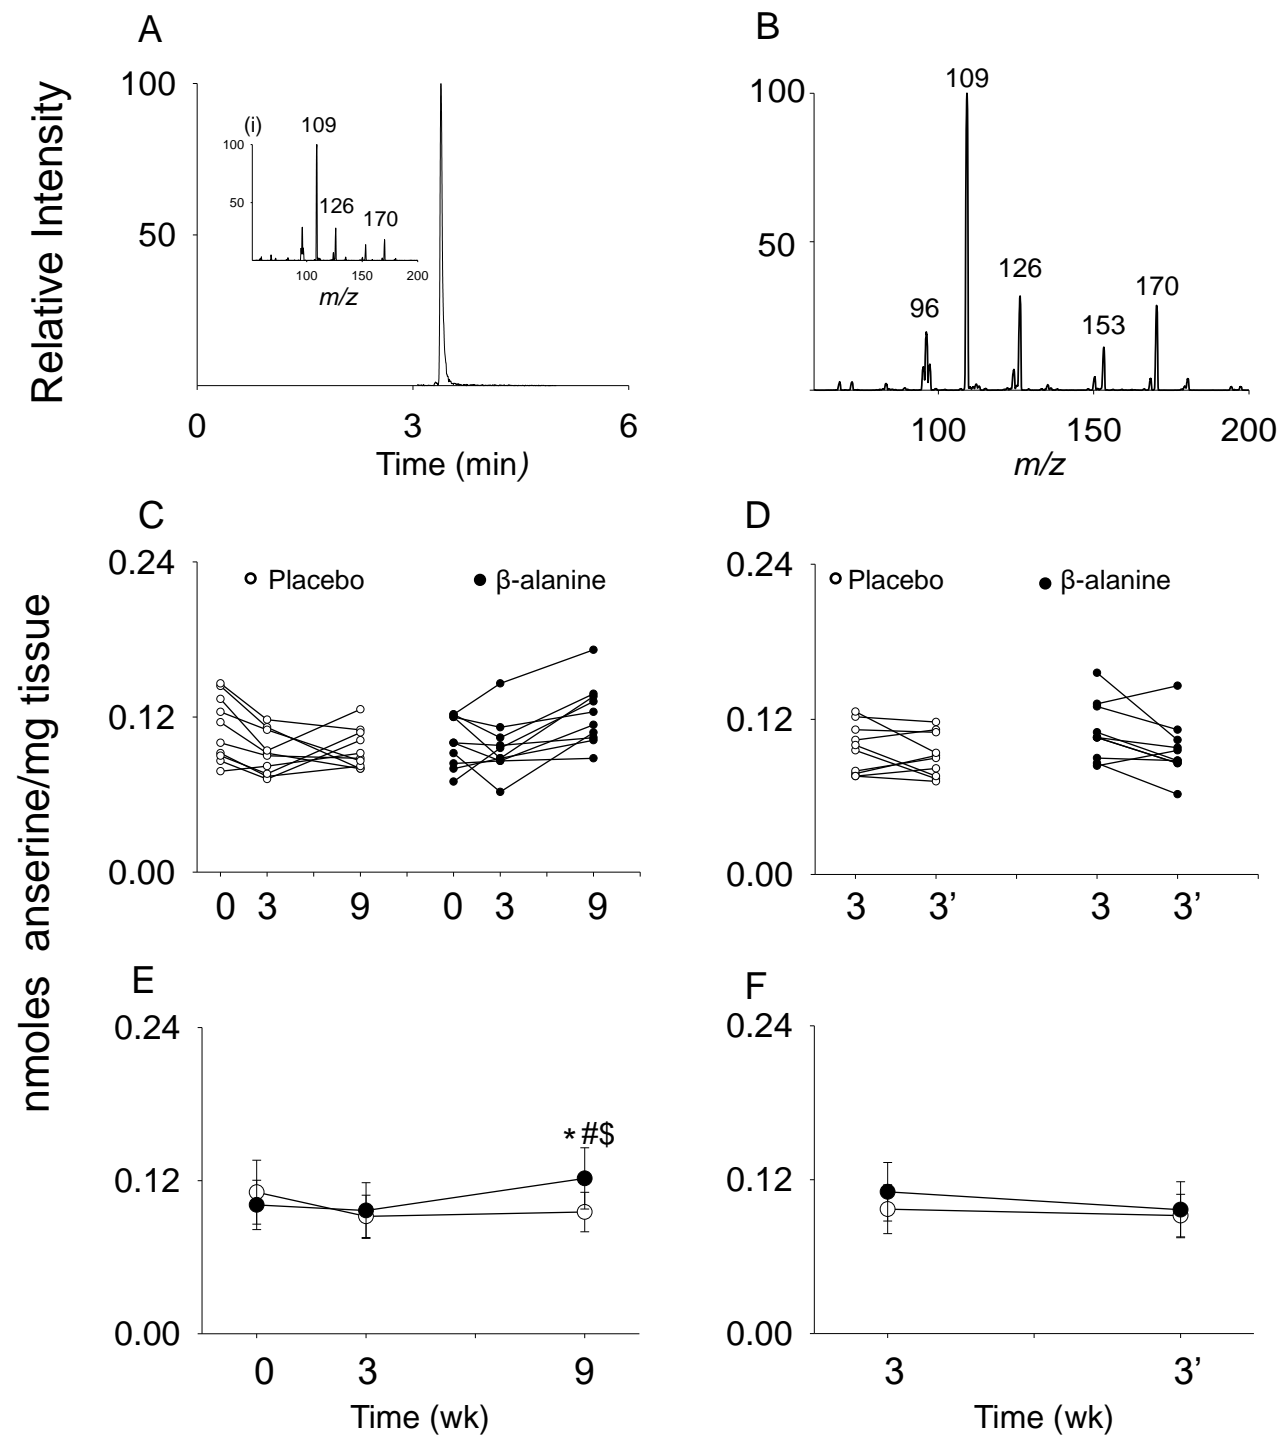 A
Relative Intensity
100
50
(i)
109
126
170
100
50
100
150
200
m/z
0
3
6
Time (min)
B
100
50
96
109
126
153
170
100
150
200
m/z
nmoles anserine/mg tissue
C
0.24
0.12
0.00
Placebo
β-alanine
0 3 9 0 3 9
D
0.24
0.12
0.00
Placebo
β-alanine
3 3’ 3 3’
E
0.24
0.12
0.00
*#$
0 3 9
Time (wk)
F
0.24
0.12
0.00
3 3’
Time (wk)